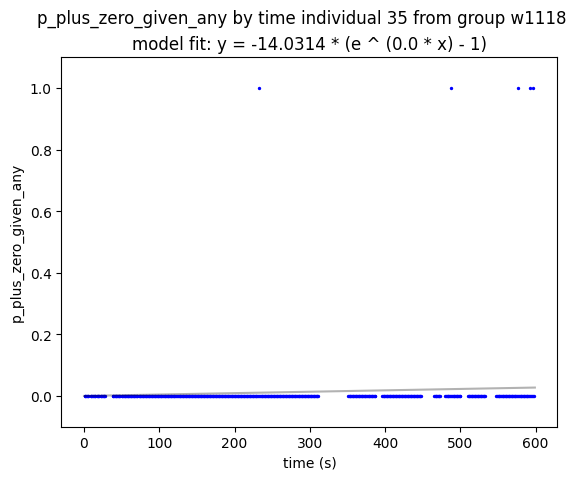 p_plus_zero_given_any by time individual 35 from group w1118
model fit: y = -14.0314 * (e ^ (0.0 * x) - 1)
1.0
0.8
0.6
0.4
0.2
0.0
p_plus_zero_given_any
0 100 200 300 400 500 600
time (s)